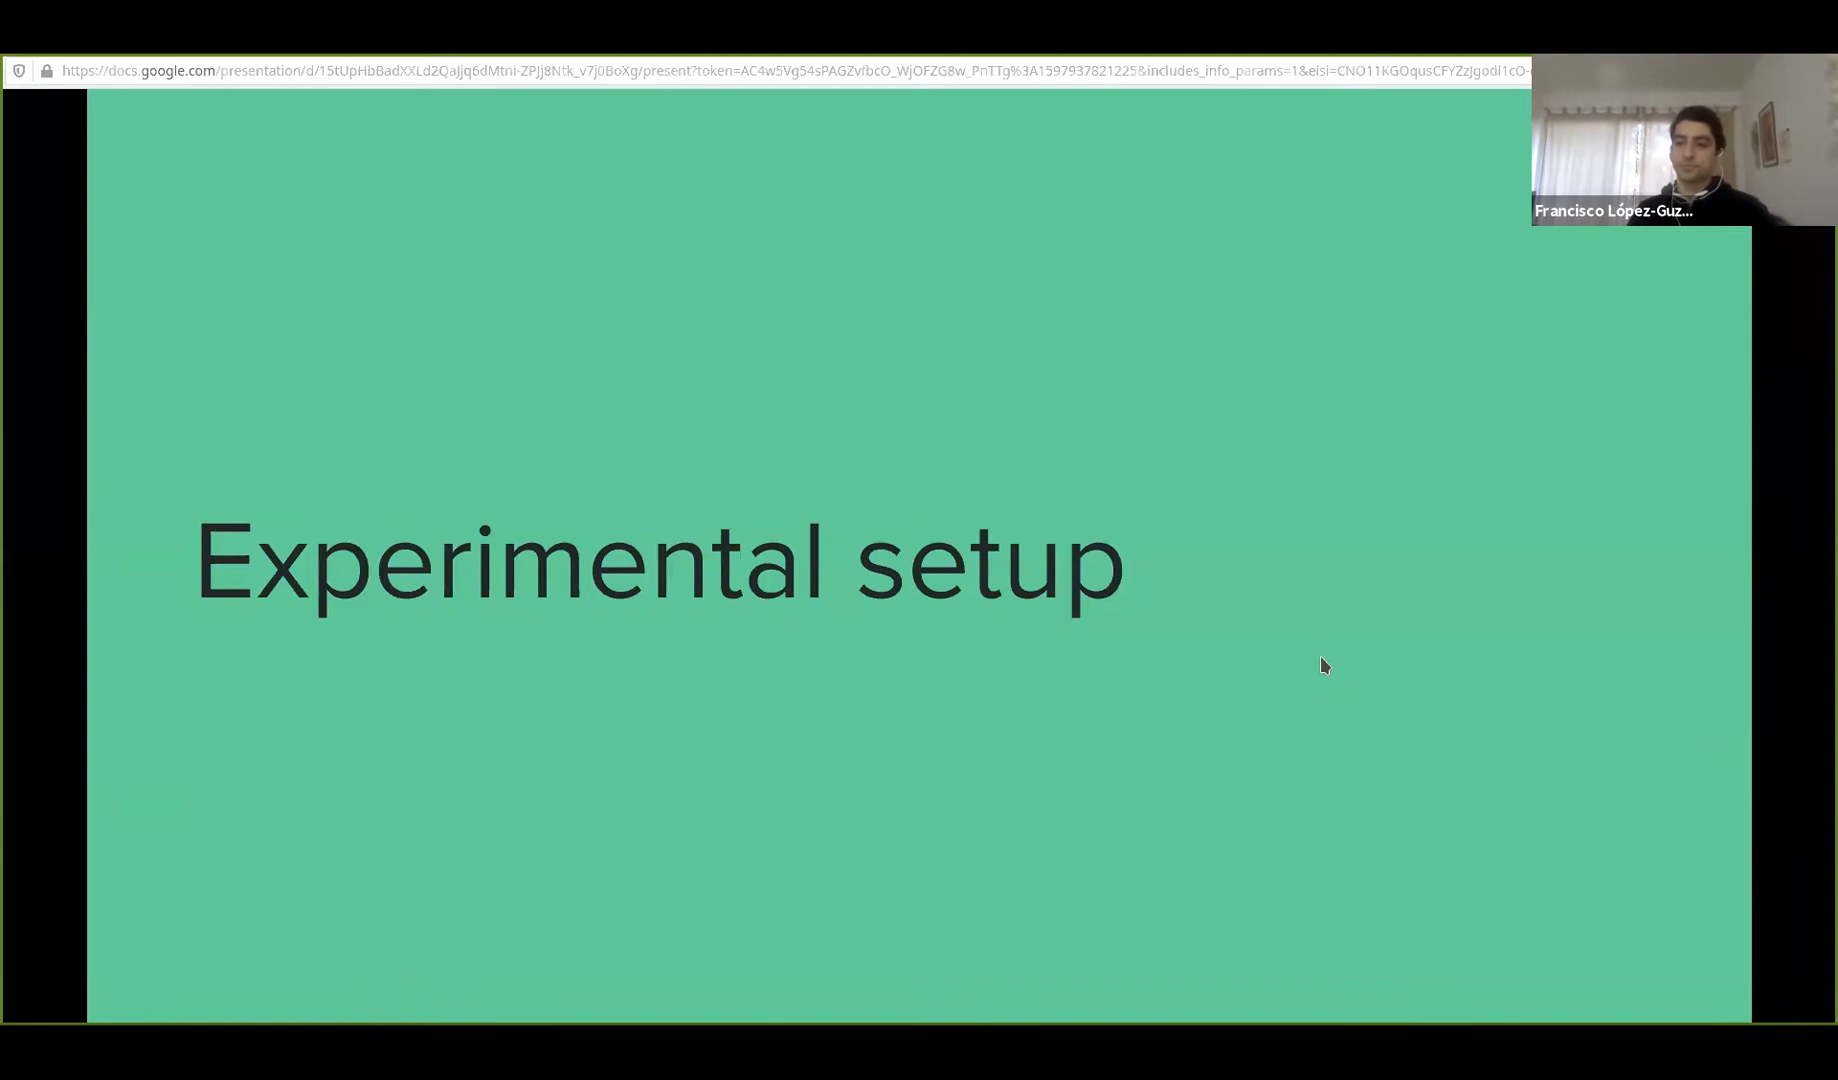 https://docs.google.com/presentation/d/15tUpHbBadXXLd2QaJjq6dMtni-ZPJj8Ntk_v7j0BoXg/present?token=AC4w5Vg54sPAGZvfbcO_WjOFZG8w_PnTTg%3A1597937821225&includes_info_params=1&eisi=CNO11KGOqusCFYZzJgodl1cO-
Francisco López-Guz...
Experimental setup